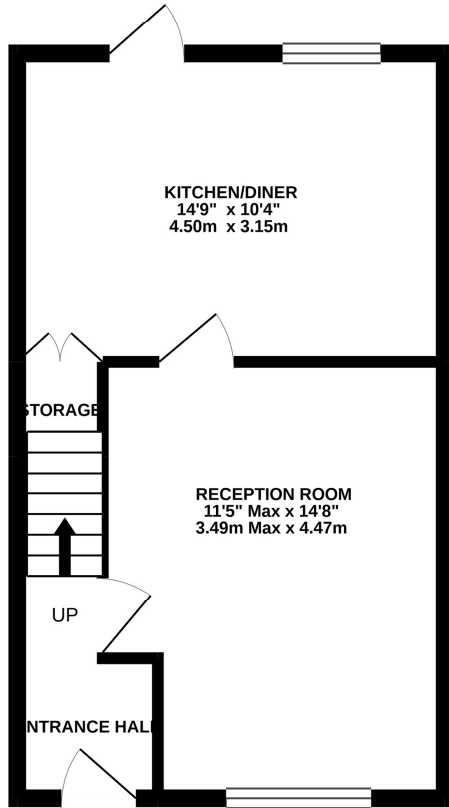 KITCHEN/DINER
14'9" x 10'4"
4.50m x 3.15m
STORAGE
RECEPTION ROOM
11'5" Max x 14'8"
3.49m Max x 4.47m
UP
ENTRANCE HALL